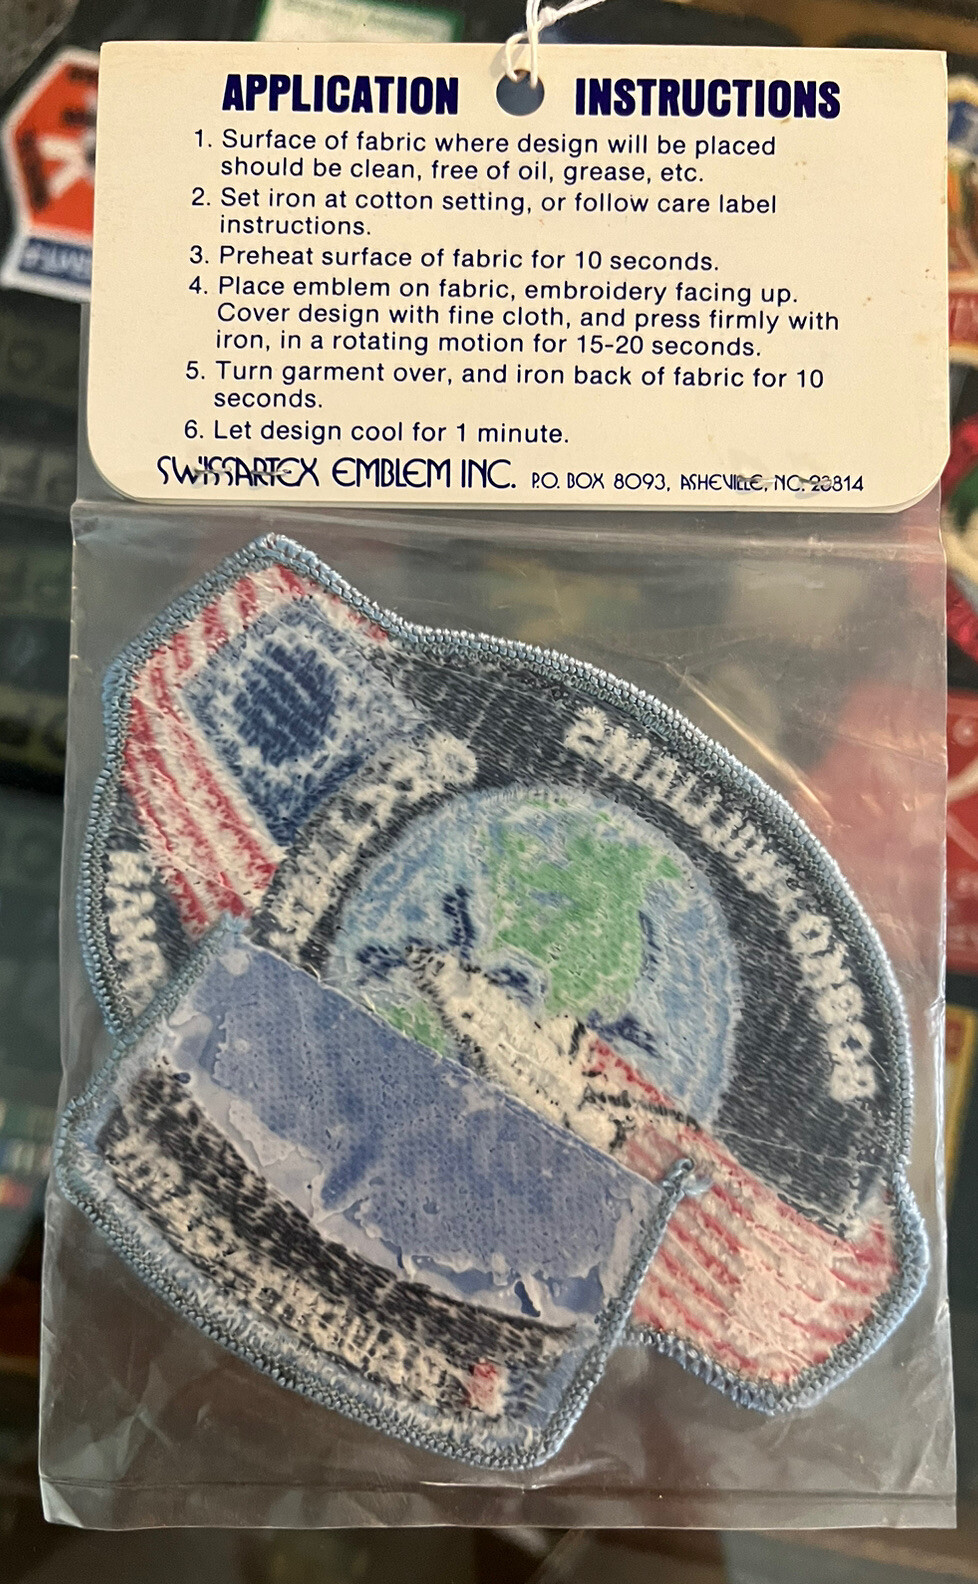 APPLICATION INSTRUCTIONS
1. Surface of fabric where design will be placed
should be clean, free of oil, grease, etc.
2. Set iron at cotton setting, or follow care label
instructions.
3. Preheat surface of fabric for 10 seconds.
4. Place emblem on fabric, embroidery facing up.
Cover design with fine cloth, and press firmly with
iron, in a rotating motion for 15-20 seconds.
5. Turn garment over, and iron back of fabric for 10
seconds.
6. Let design cool for 1 minute.
SWISSARTEX EMBLEM INC. P.O. BOX 8093, ASHEVILLE, NC. 28814